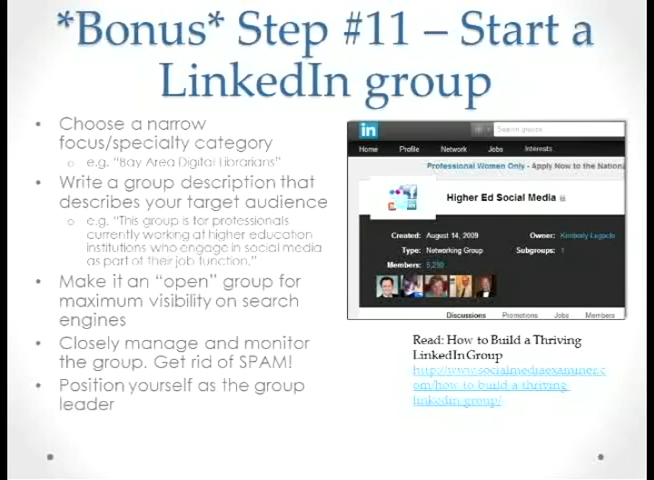 *Bonus* Step #11 – Start a
LinkedIn group
• Choose a narrow
focus/specialty category
o e.g. “Bay Area Digital Librarians”
• Write a group description that
describes your target audience
o e.g. “This group is for professionals
currently working at higher education
institutions who engage in social media
as part of their job function.”
• Make it an “open” group for
maximum visibility on search
engines
• Closely manage and monitor
the group. Get rid of SPAM!
• Position yourself as the group
leader
in
Search groups
Home Profile Network Jobs Interests
Professional Women Only - Apply Now to the Nationa
Higher Ed Social Media
Created: August 14, 2009 Owner: Kimberly
Type: Networking Group Subgroups: 1
Members:
Discussions Promotions Jobs Members
Read: How to Build a Thriving
LinkedIn Group
http://www.socialmediaexaminer.c
om/how-to-build-a-thriving-
linkedin-group/